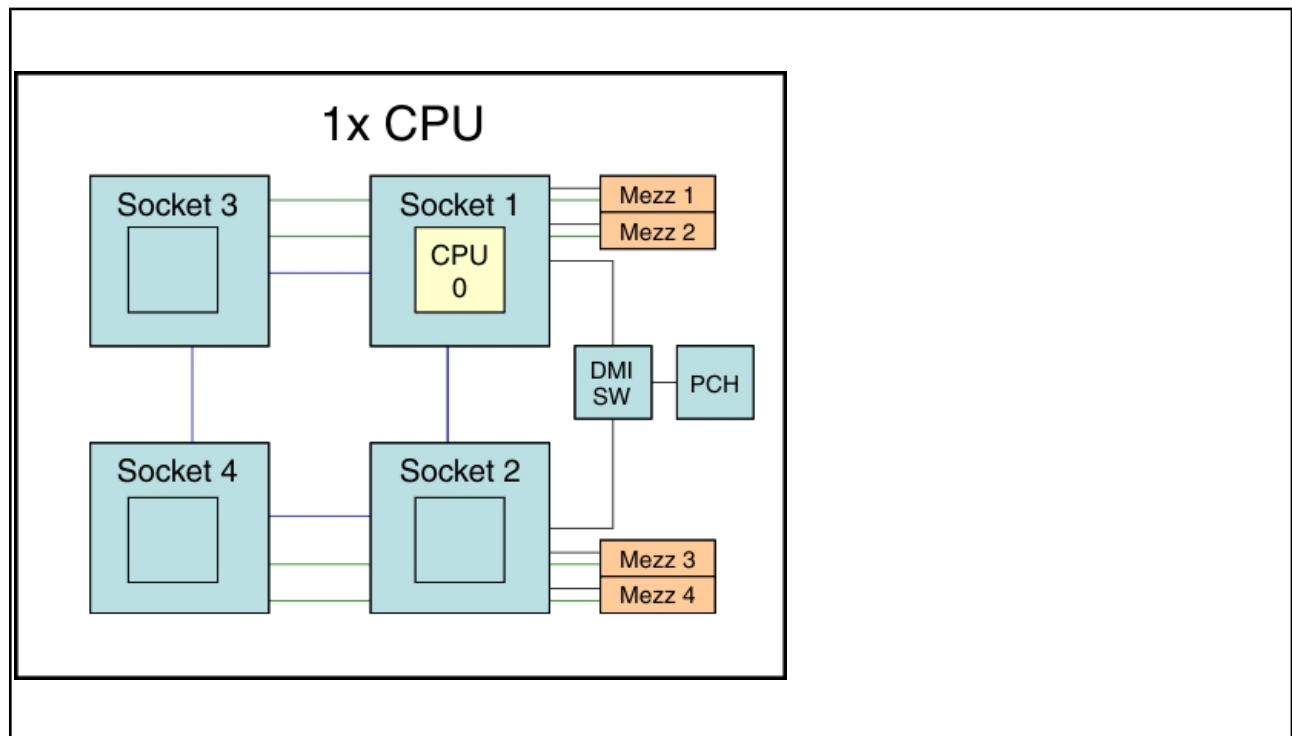 1x CPU
Socket 3
Socket 1
CPU
0
Mezz 1
Mezz 2
DMI
SW
PCH
Socket 4
Socket 2
Mezz 3
Mezz 4